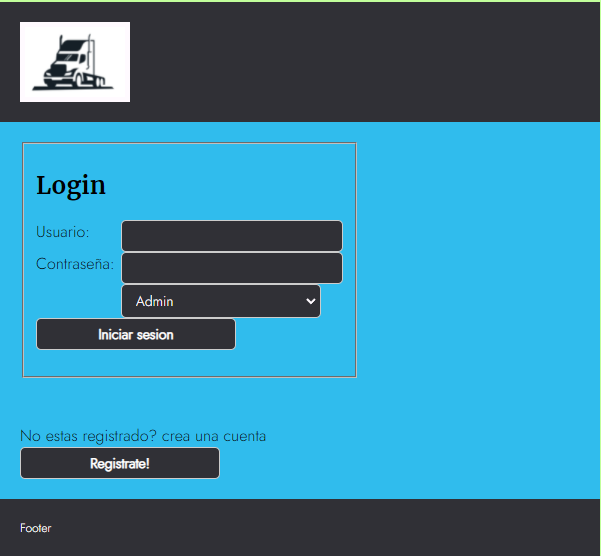 Login
Usuario:
Contraseña:
Admin
Iniciar sesion
No estas registrado? crea una cuenta
Registrate!
Footer